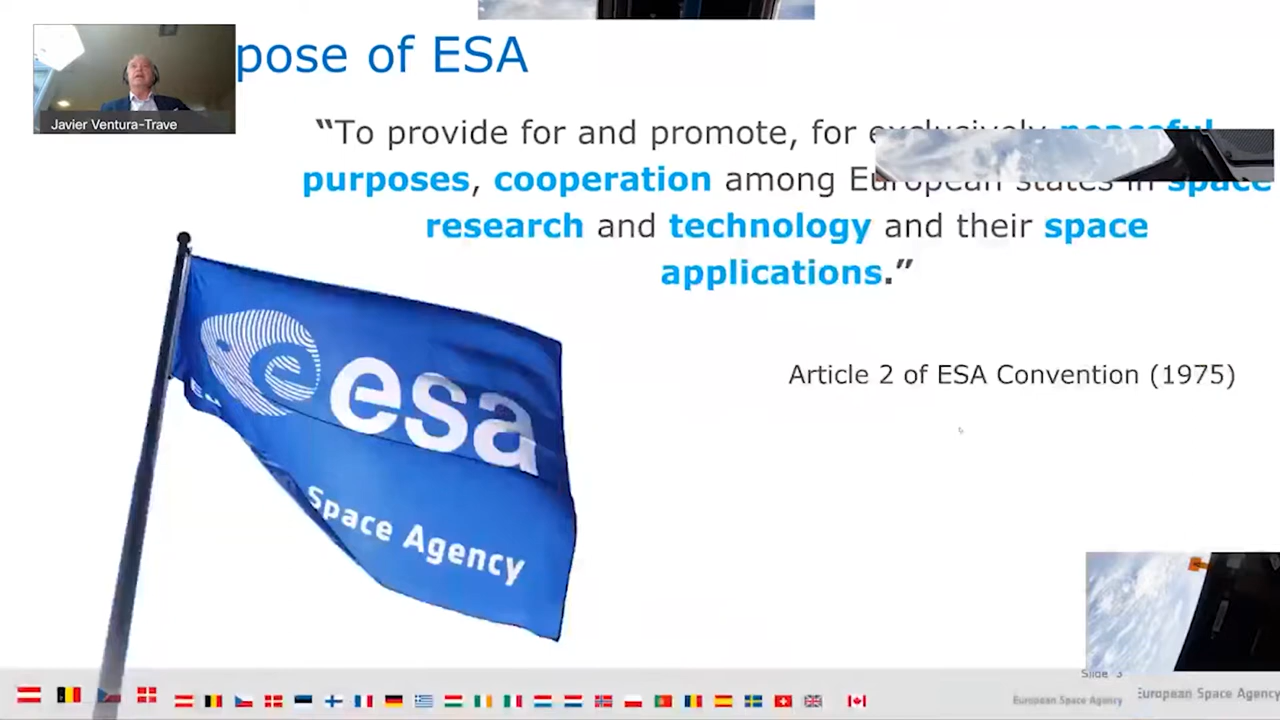 pose of ESA
Javier Ventura-Trave
“To provide for and promote, for exclusively peaceful
purposes, cooperation among European states in space
research and technology and their space
applications.”
Article 2 of ESA Convention (1975)
esa
Space Agency
Slide 3
European Space Agency
European Space Agency